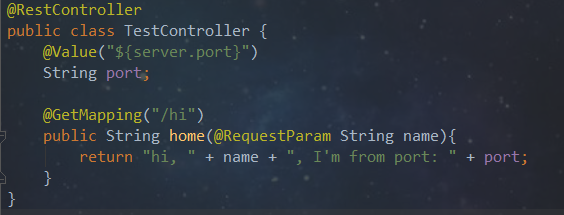 @RestController
public class TestController {
    @Value("${server.port}")
    String port;

    @GetMapping("/hi")
    public String home(@RequestParam String name){
        return "hi, " + name + ", I'm from port: " + port;
    }
}